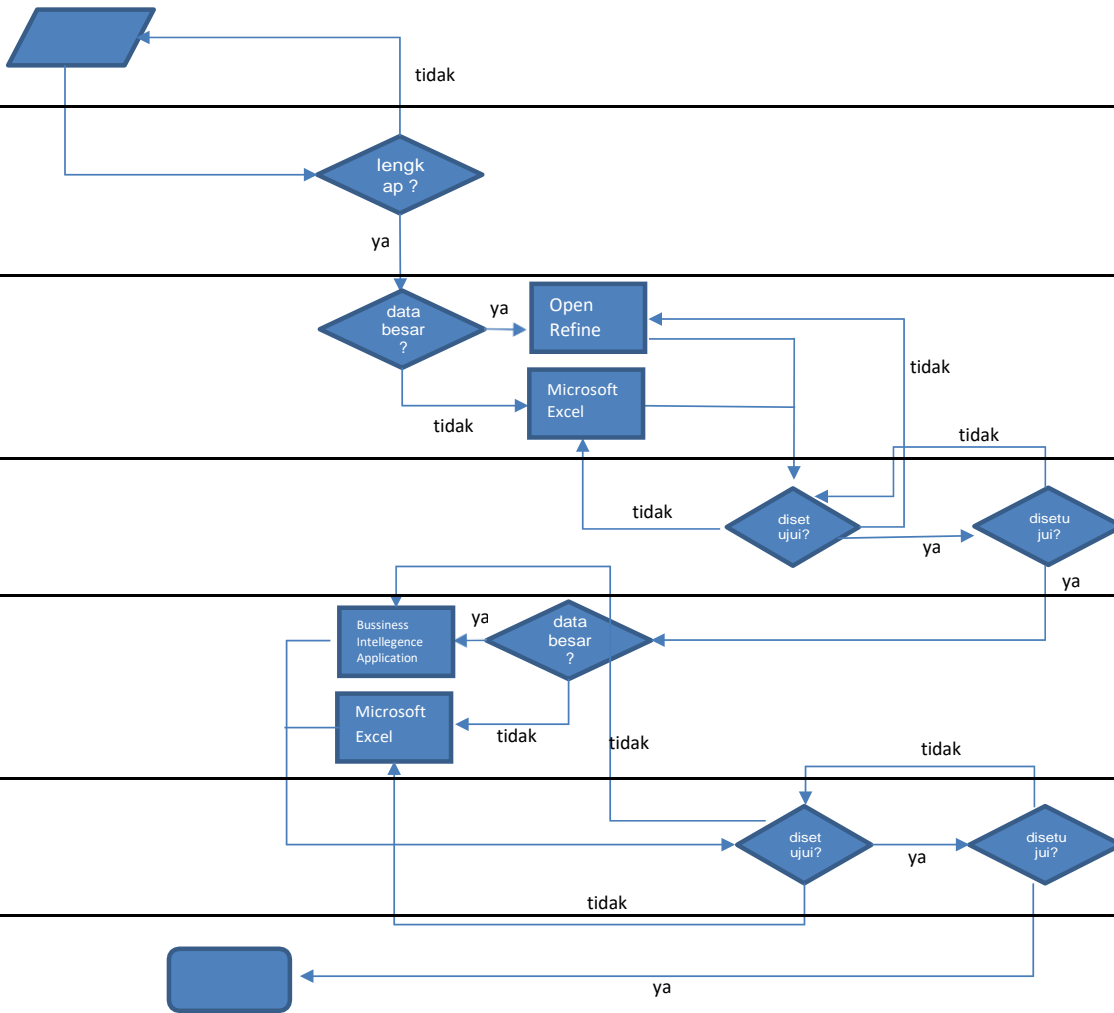 tidak
lengk
ap ?
ya
data
besar
?
ya
Open
Refine
tidak
Microsoft
Excel
tidak
tidak
tidak
diset
ujui?
ya
disetu
jui?
ya
Bussiness
Intellegence
Application
ya
data
besar
?
Microsoft
Excel
tidak
tidak
tidak
diset
ujui?
ya
disetu
jui?
tidak
ya